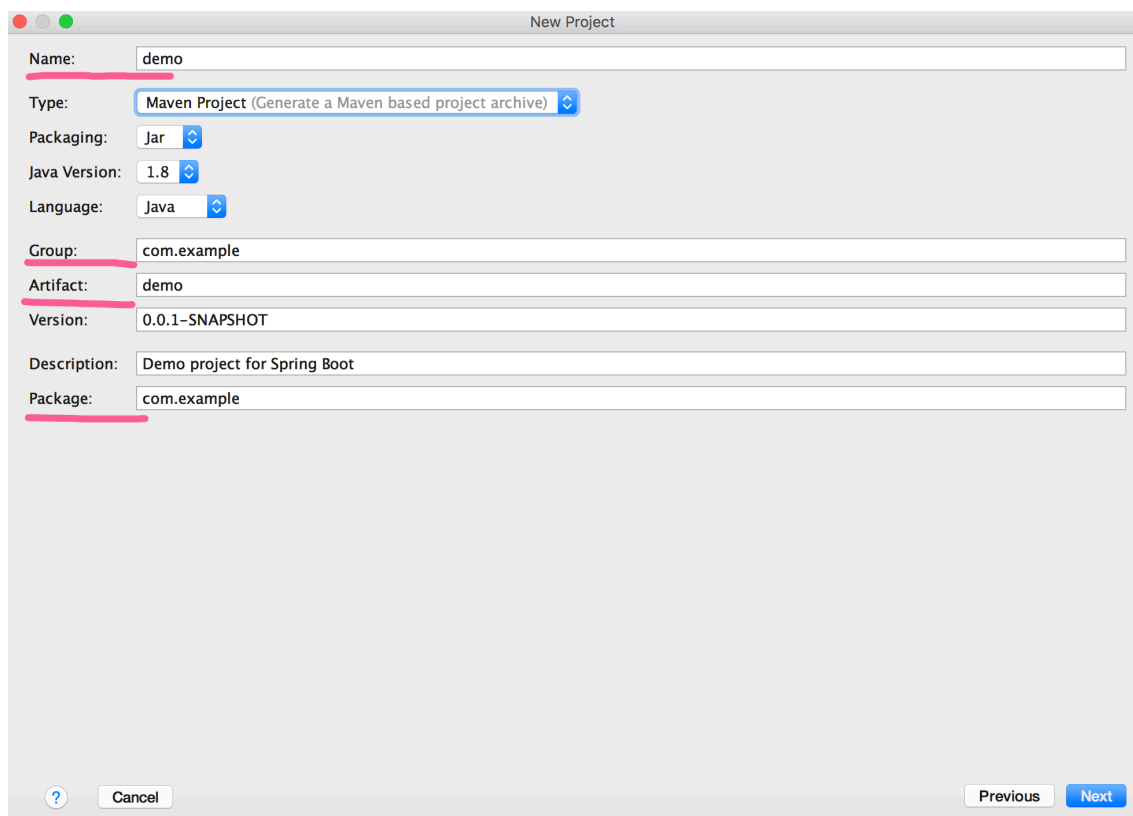 New Project
Name: demo
Type: Maven Project (Generate a Maven based project archive)
Packaging: Jar
Java Version: 1.8
Language: Java
Group: com.example
Artifact: demo
Version: 0.0.1-SNAPSHOT
Description: Demo project for Spring Boot
Package: com.example
? Cancel Previous Next